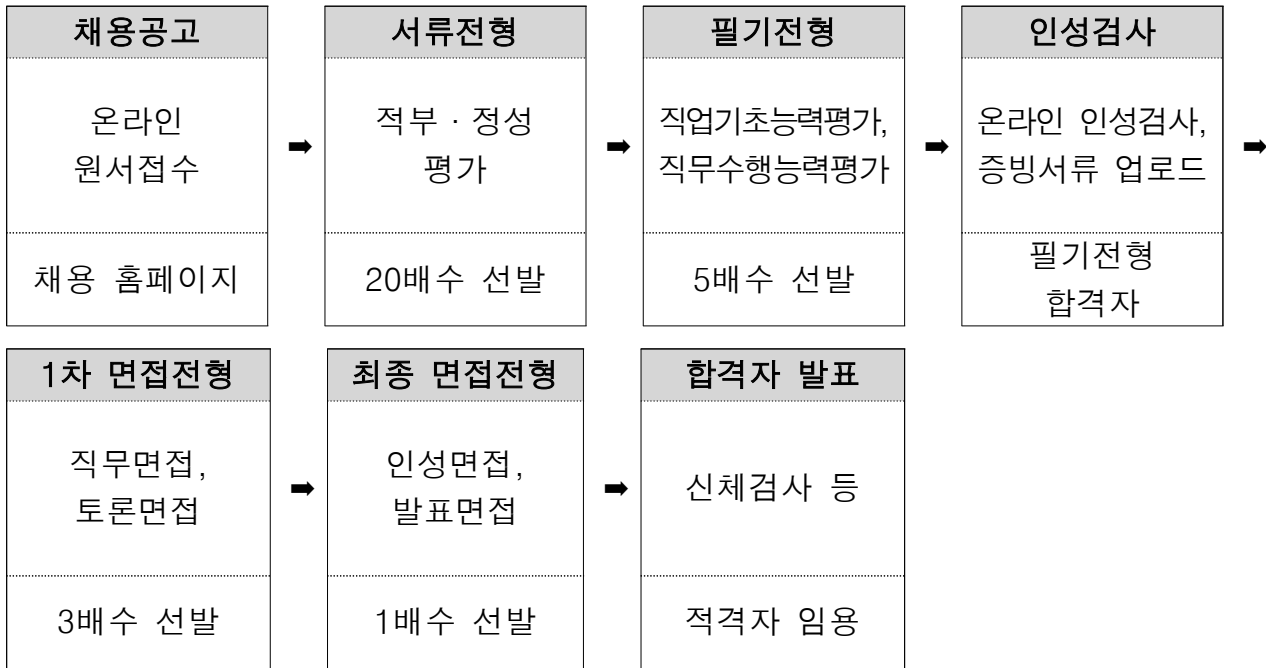 채용공고
온라인
원서접수
채용 홈페이지
➡
서류전형
적부·정성
평가
20배수 선발
➡
필기전형
직업기초능력평가,
직무수행능력평가
5배수 선발
➡
인성검사
온라인 인성검사,
증빙서류 업로드
필기전형
합격자
➡
1차 면접전형
직무면접,
토론면접
3배수 선발
➡
최종 면접전형
인성면접,
발표면접
1배수 선발
➡
합격자 발표
신체검사 등
적격자 임용